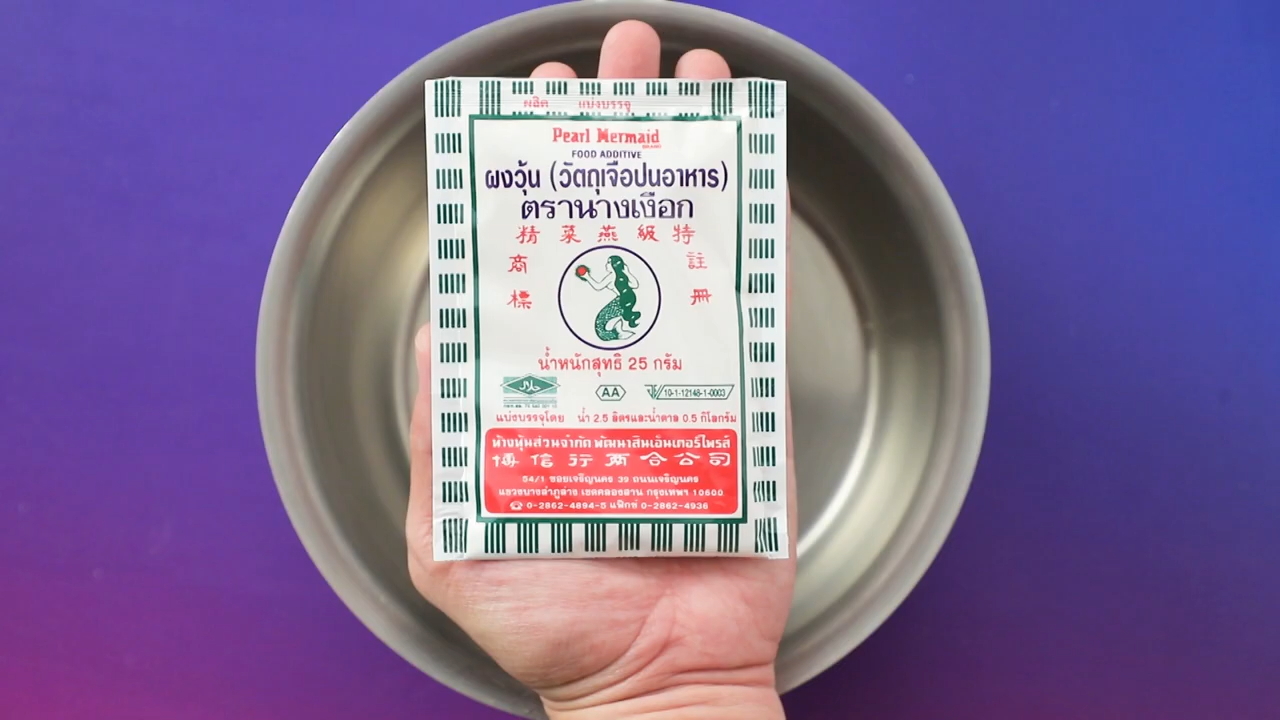 ผลิต แบ่งบรรจุ
Pearl Mermaid
BRAND
FOOD ADDITIVE
ผงวุ้น (วัตถุเจือปนอาหาร)
ตรานางเงือก
精菜燕級特
商 註
標 冊
น้ำหนักสุทธิ 25 กรัม
حلال
AA
10-1-12148-1-0003
แบ่งบรรจุโดย น้ำ 2.5 ลิตรและน้ำตาล 0.5 กิโลกรัม
ห้างหุ้นส่วนจำกัด พัฒนาสินเอ็นเตอร์ไพรส์
博信行两合公司
54/1 ซอยเจริญนคร 39 ถนนเจริญนคร
แขวงบางลำภูล่าง เขตคลองสาน กรุงเทพฯ 10600
☎ 0-2862-4894-5 แฟ็กซ์ 0-2862-4936